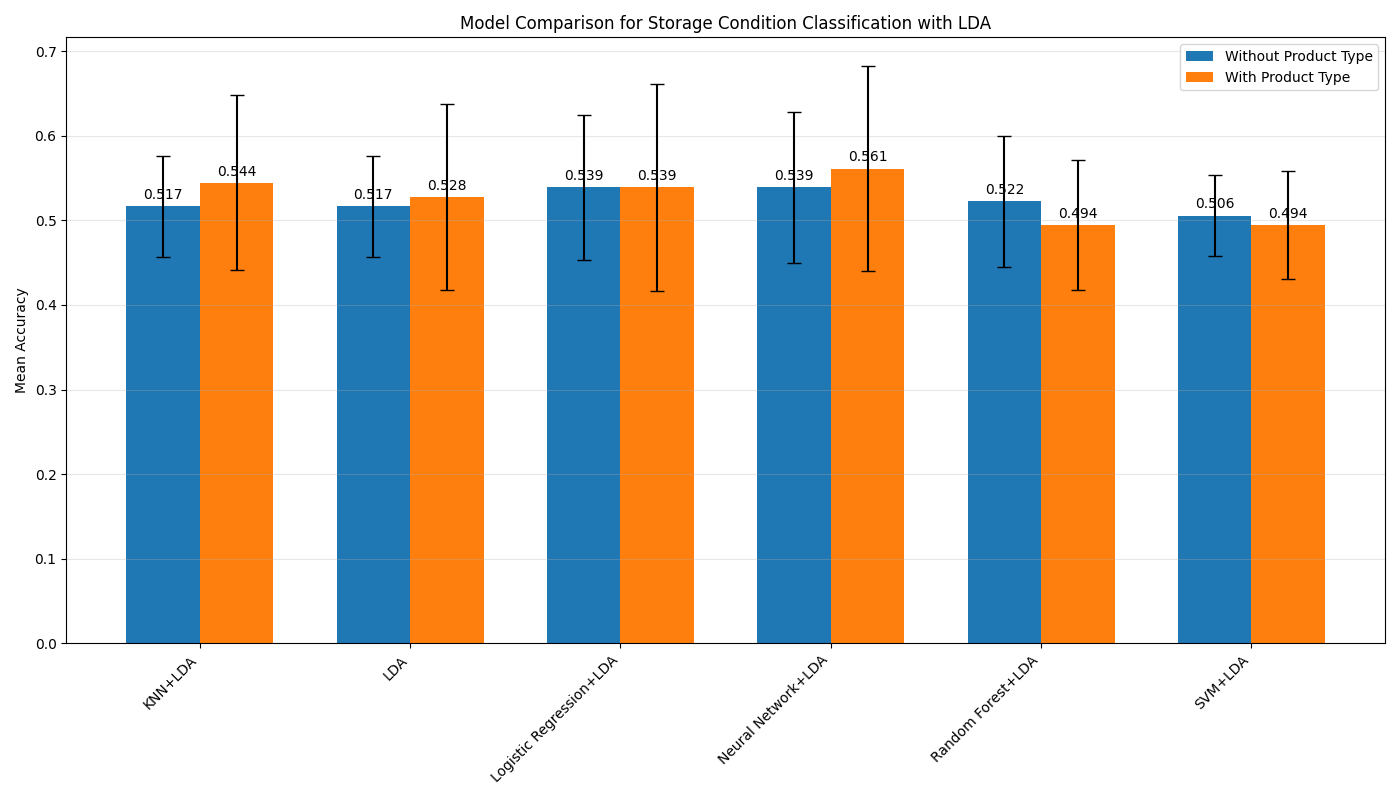 Model Comparison for Storage Condition Classification with LDA
Without Product Type
With Product Type
Mean Accuracy
0.7
0.6
0.5
0.4
0.3
0.2
0.1
0.0
0.517
0.544
0.517
0.528
0.539
0.539
0.539
0.561
0.522
0.494
0.506
0.494
KNN+LDA
LDA
Logistic Regression+LDA
Neural Network+LDA
Random Forest+LDA
SVM+LDA